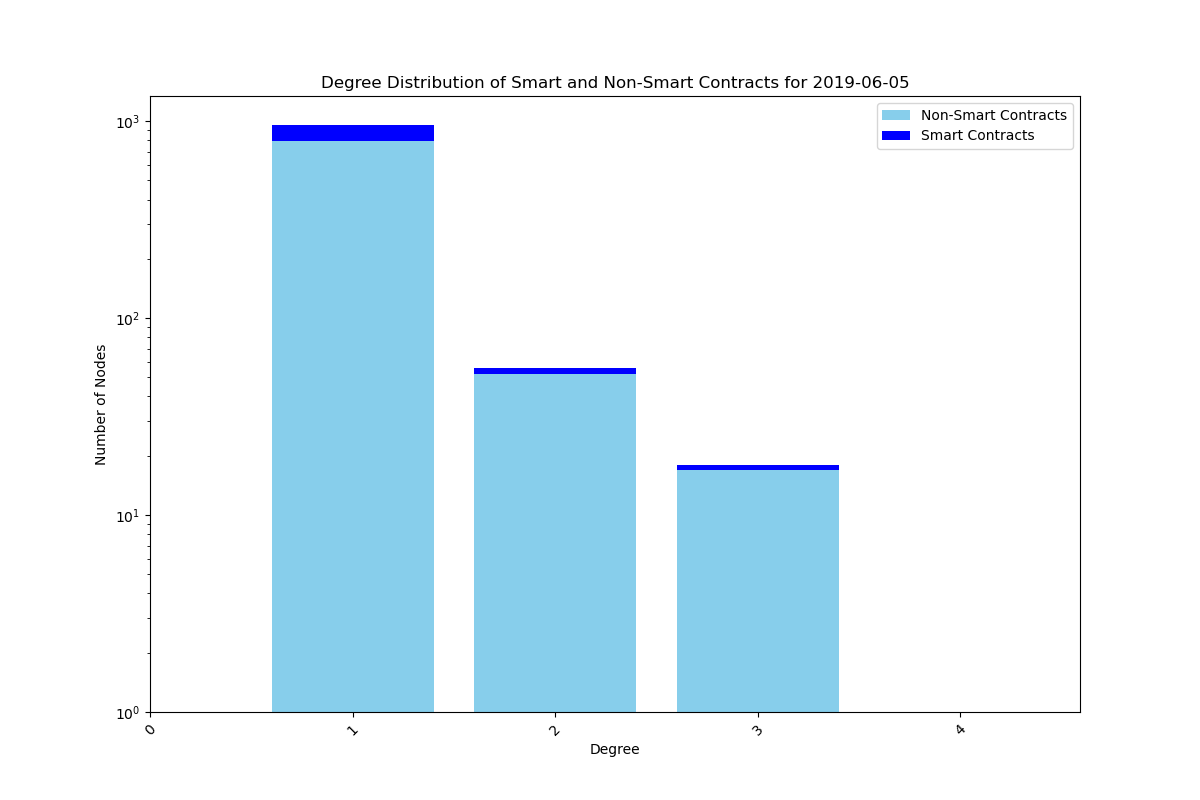 Degree Distribution of Smart and Non-Smart Contracts for 2019-06-05
Non-Smart Contracts
Smart Contracts
10³
10²
10¹
10⁰
Number of Nodes
0 1 2 3 4
Degree